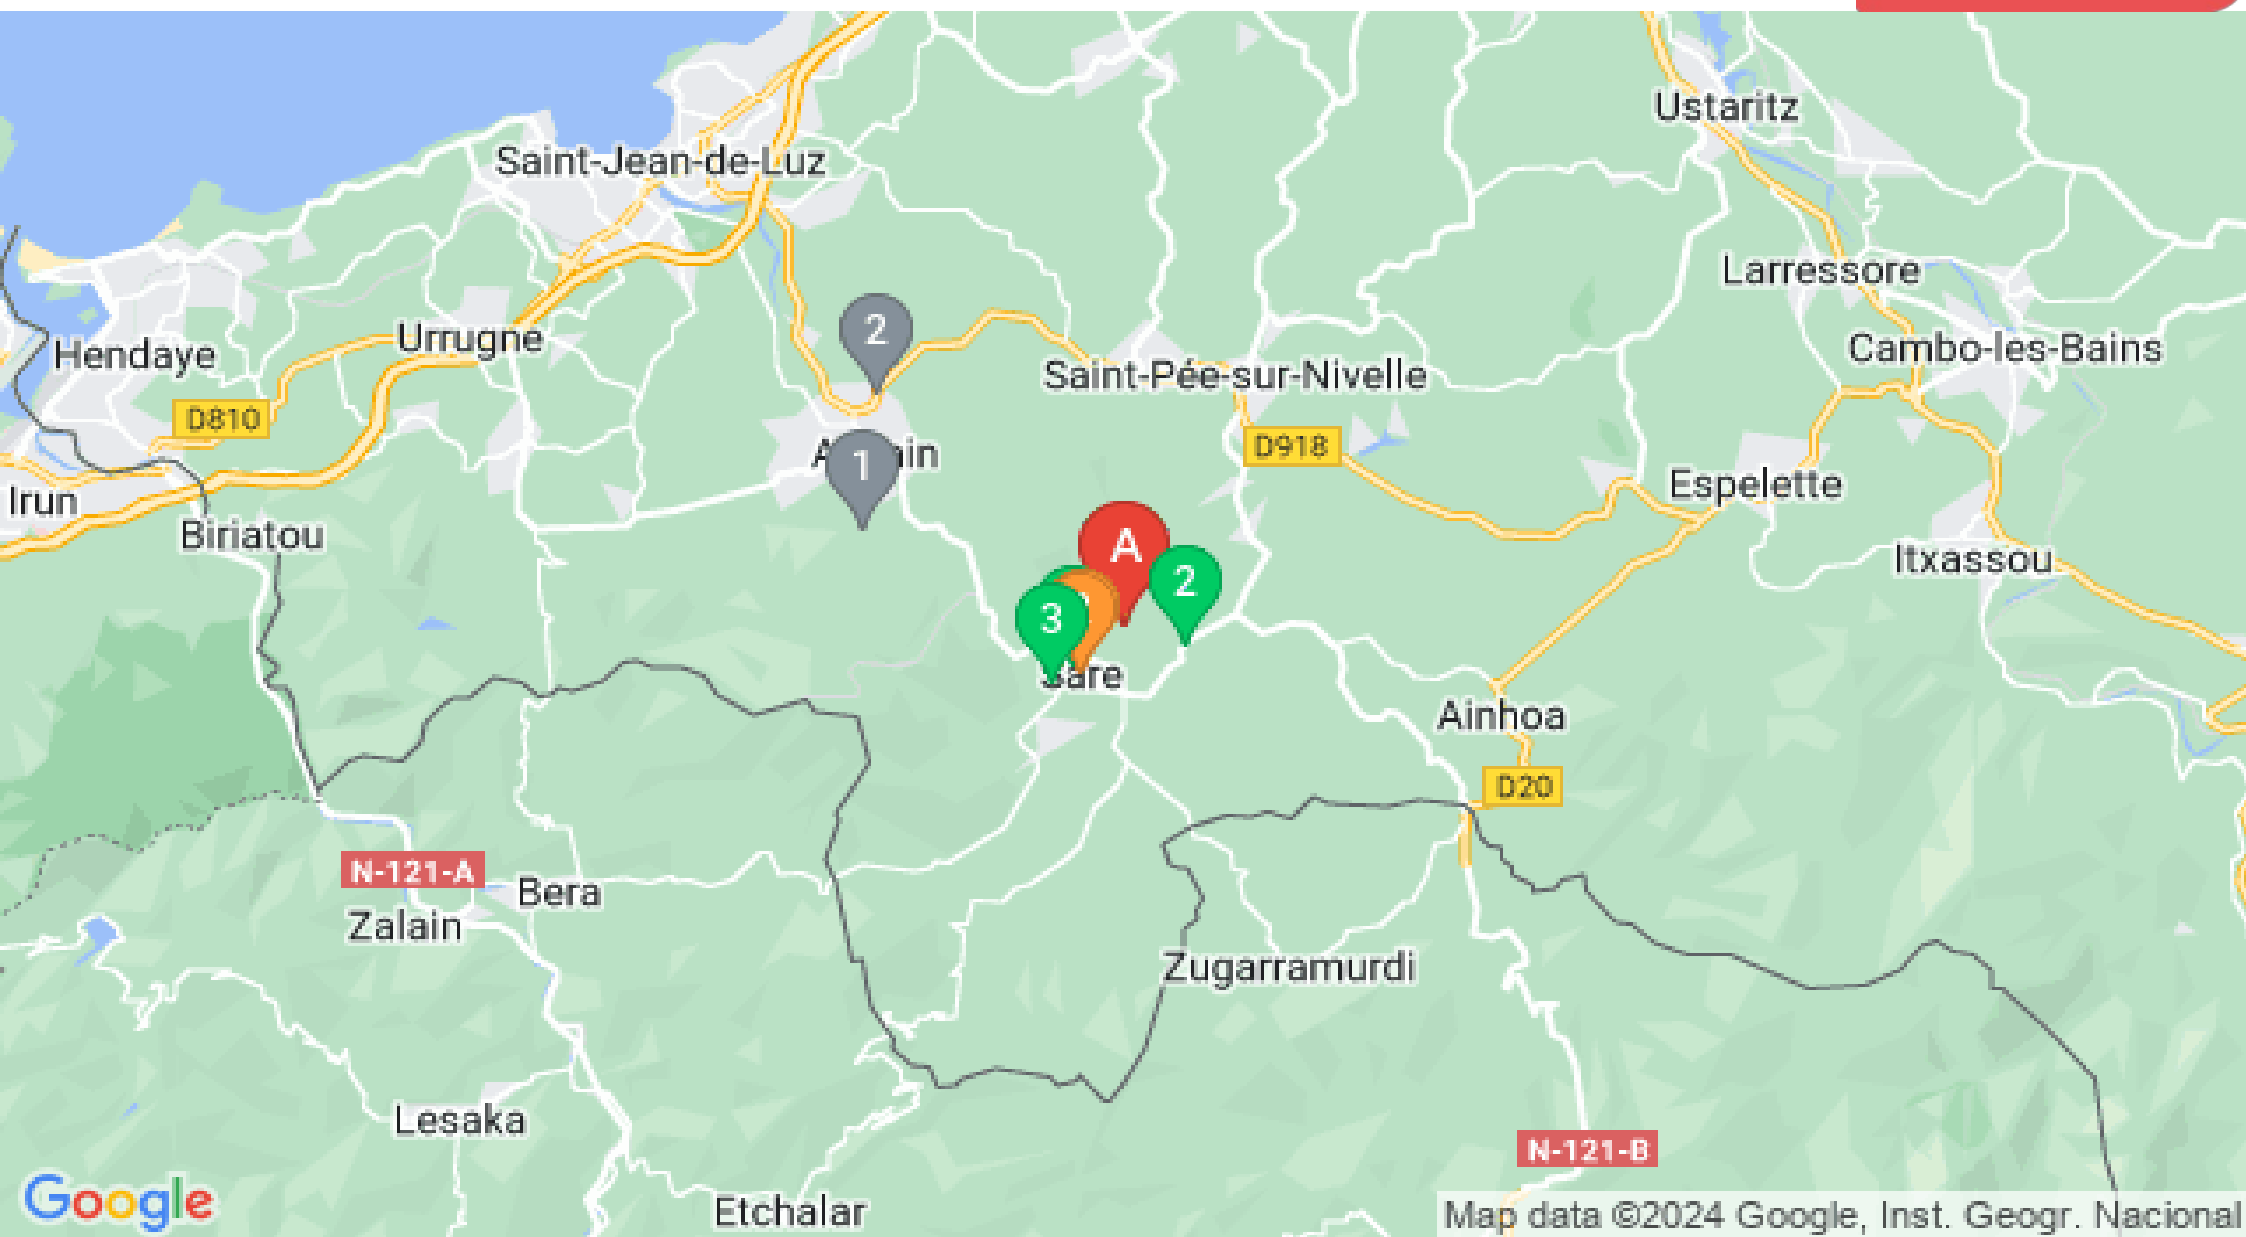 Ustaritz
Saint-Jean-de-Luz
Larressore
2
Urrugne
Hendaye
Cambo-les-Bains
Saint-Pée-sur-Nivelle
D810
D918
1
Espelette
Irun
Biriatou
A
Itxassou
2
3
Sare
Ainhoa
D20
N-121-A
Bera
Zalain
Zugarramurdi
Lesaka
N-121-B
Google
Etchalar
Map data ©2024 Google, Inst. Geogr. Nacional